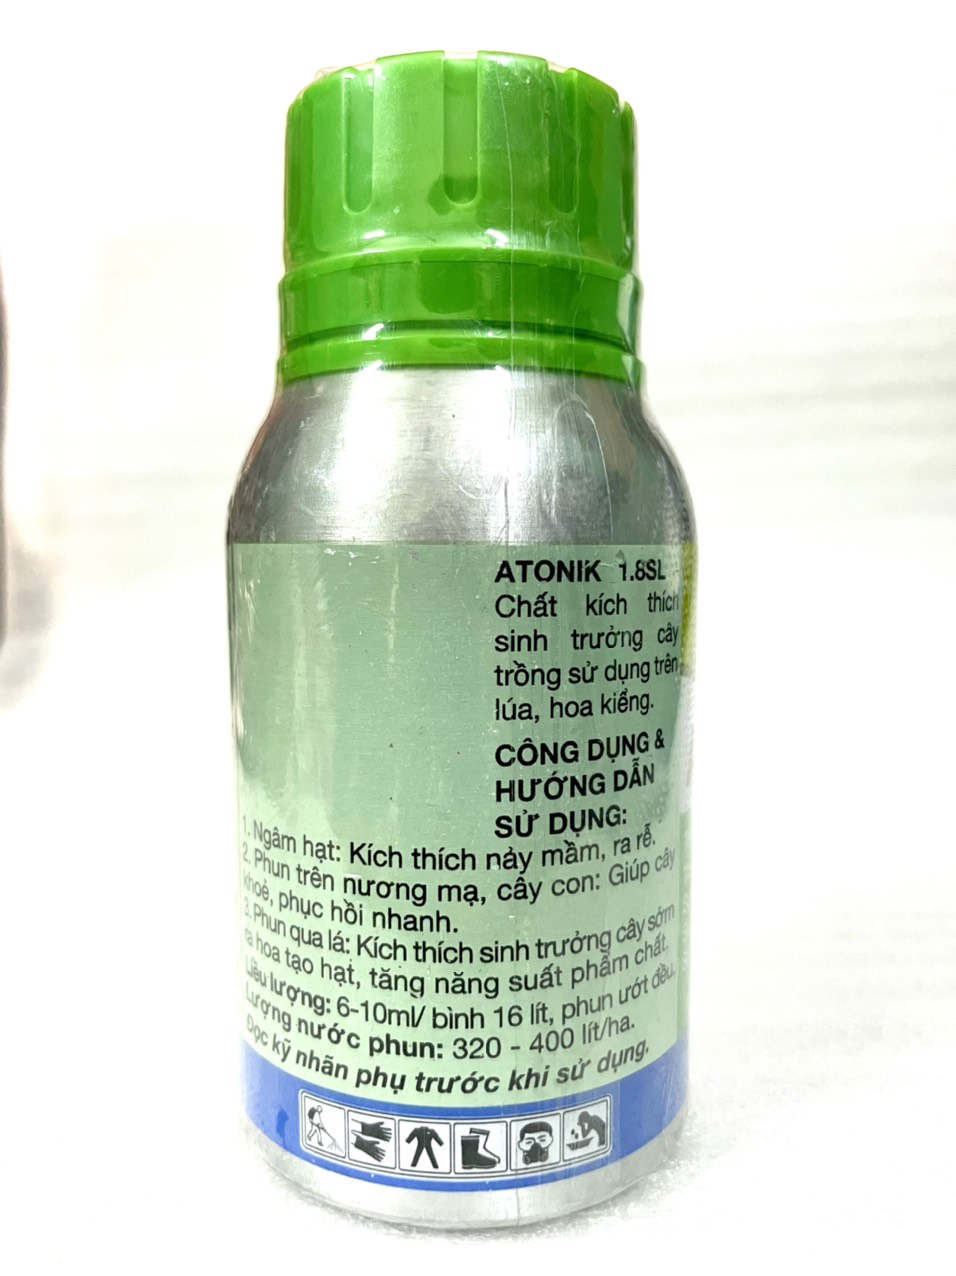 ATONIK 1.8SL -
Chất kích thích
sinh trưởng cây
trồng sử dụng trên
lúa, hoa kiểng.
CÔNG DỤNG &
HƯỚNG DẪN
SỬ DỤNG:
1. Ngâm hạt: Kích thích nảy mầm, ra rễ.
2. Phun trên nương mạ, cây con: Giúp cây
khoẻ, phục hồi nhanh.
3. Phun qua lá: Kích thích sinh trưởng cây sớm
ra hoa tạo hạt, tăng năng suất phẩm chất.
Liều lượng: 6-10ml/ bình 16 lít, phun ướt đều.
Lượng nước phun: 320 - 400 lít/ha.
Đọc kỹ nhãn phụ trước khi sử dụng.